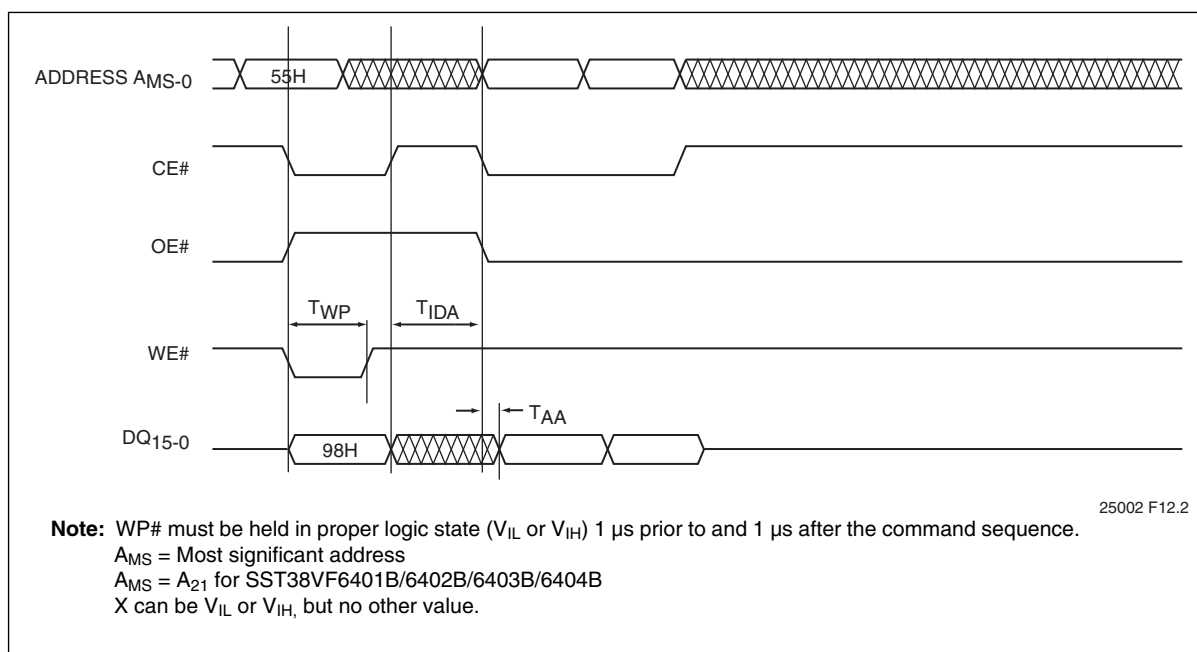 ADDRESS AMS-0
55H
CE#
OE#
TWP
TIDA
WE#
TAA
DQ15-0
98H
25002 F12.2
Note: WP# must be held in proper logic state (VIL or VIH) 1 µs prior to and 1 µs after the command sequence.
AMS = Most significant address
AMS = A21 for SST38VF6401B/6402B/6403B/6404B
X can be VIL or VIH, but no other value.